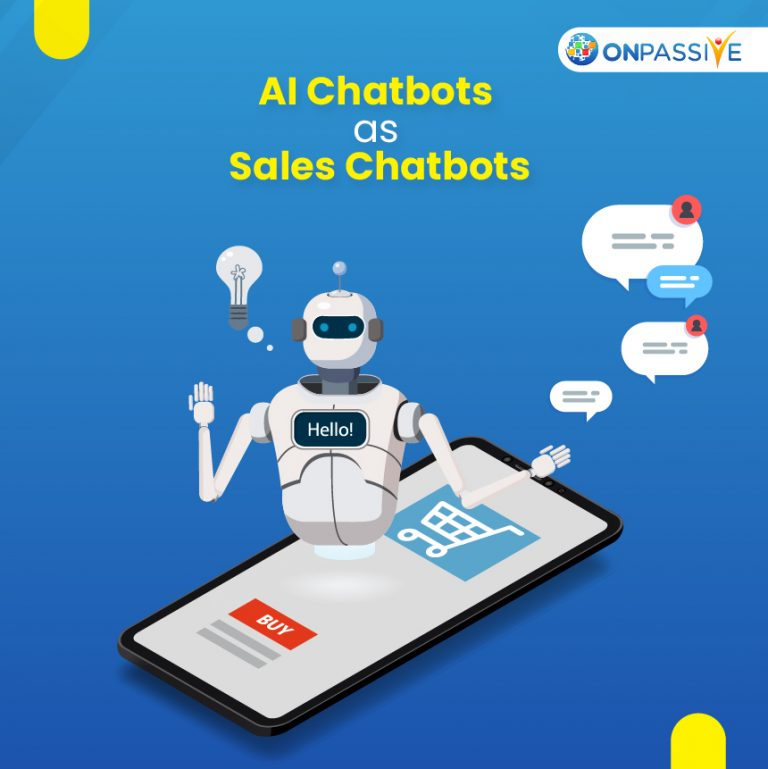 ONPASSIVE
AI Chatbots
as
Sales Chatbots
Hello!
BUY